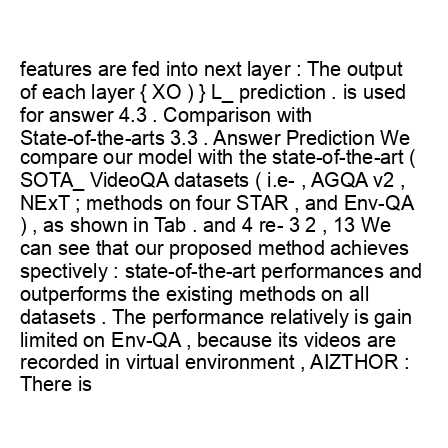 features are fed into next layer : The output
of each layer { XO ) } L_ prediction . is used
for answer 4.3 . Comparison with
State-of-the-arts 3.3 . Answer Prediction We
compare our model with the state-of-the-art (
SOTA_ VideoQA datasets ( i.e- , AGQA v2 ,
NExT ; methods on four STAR , and Env-QA
) , as shown in Tab . and 4 re- 3 2 , 13 We
can see that our proposed method achieves
spectively : state-of-the-art performances and
outperforms the existing methods on all
datasets . The performance relatively is gain
limited on Env-QA , because its videos are
recorded in virtual environment , AIZTHOR :
There is